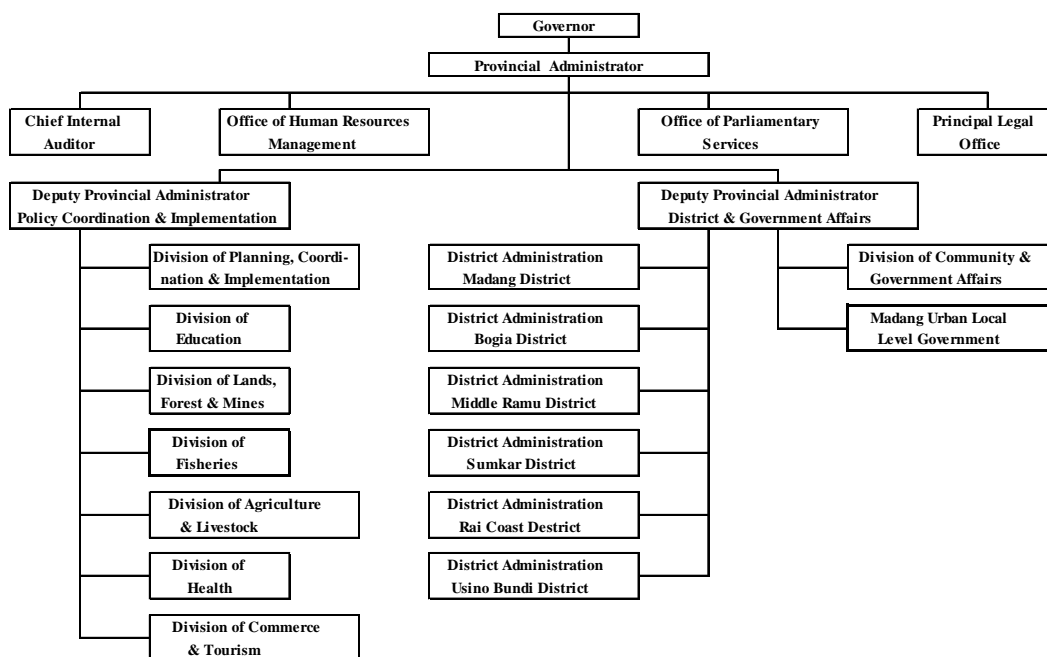 Governor
Provincial Administrator
Chief Internal
Auditor
Office of Human Resources
Management
Office of Parliamentary
Services
Principal Legal
Office
Deputy Provincial Administrator
Policy Coordination & Implementation
Deputy Provincial Administrator
District & Government Affairs
Division of Planning, Coordi-
nation & Implementation
Division of
Education
Division of Lands,
Forest & Mines
Division of
Fisheries
Division of Agriculture
& Livestock
Division of
Health
Division of Commerce
& Tourism
District Administration
Madang District
District Administration
Bogia District
District Administration
Middle Ramu District
District Administration
Sumkar District
District Administration
Rai Coast Destrict
District Administration
Usino Bundi District
Division of Community &
Government Affairs
Madang Urban Local
Level Government